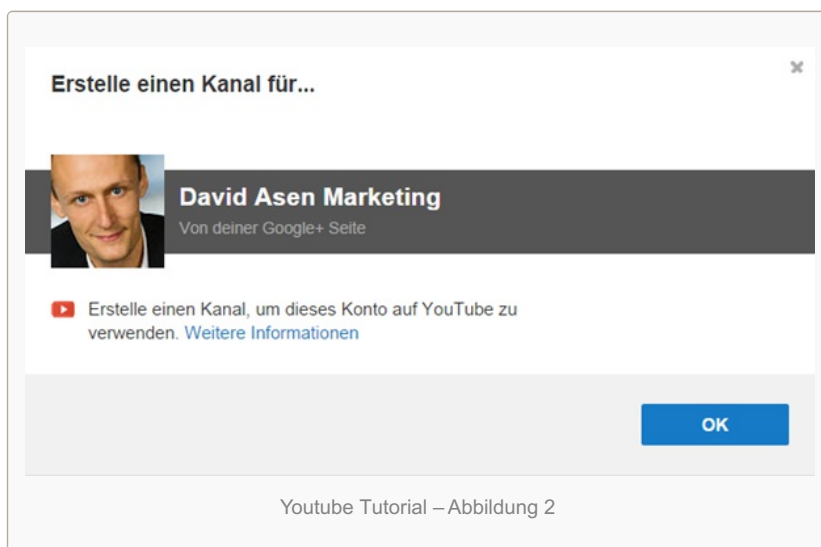 Erstelle einen Kanal für...
David Asen Marketing
Von deiner Google+ Seite
Erstelle einen Kanal, um dieses Konto auf YouTube zu
verwenden. Weitere Informationen
OK
Youtube Tutorial – Abbildung 2